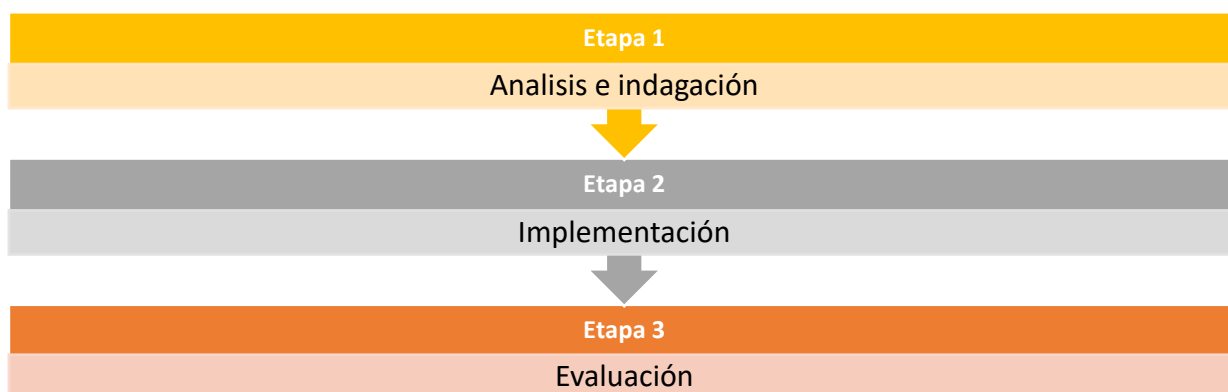 Etapa 1
Analisis e indagación
Etapa 2
Implementación
Etapa 3
Evaluación